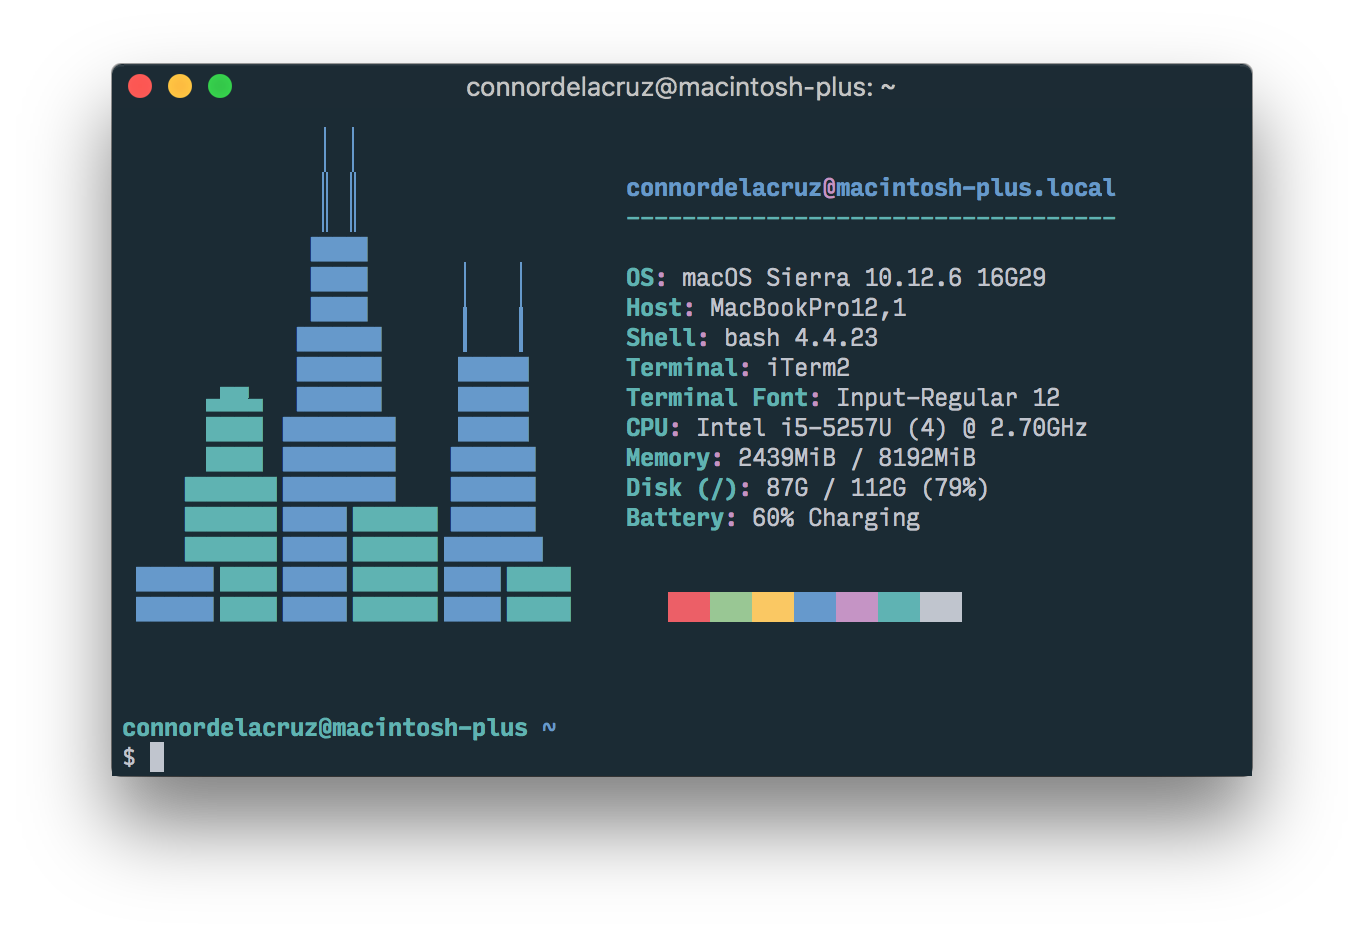 connordelacruz@macintosh-plus: ~
connordelacruz@macintosh-plus.local
-----------------------------------
OS: macOS Sierra 10.12.6 16G29
Host: MacBookPro12,1
Shell: bash 4.4.23
Terminal: iTerm2
Terminal Font: Input-Regular 12
CPU: Intel i5-5257U (4) @ 2.70GHz
Memory: 2439MiB / 8192MiB
Disk (/): 87G / 112G (79%)
Battery: 60% Charging
connordelacruz@macintosh-plus ~
$